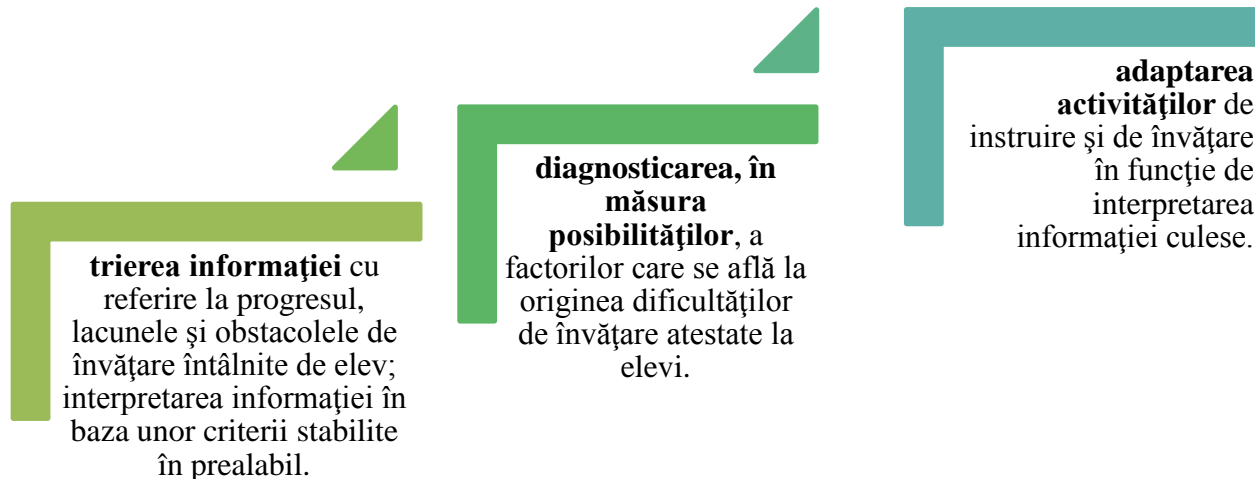 trierea informaţiei cu
referire la progresul,
lacunele şi obstacolele de
învăţare întâlnite de elev;
interpretarea informaţiei în
baza unor criterii stabilite
în prealabil.
diagnosticarea, în
măsura
posibilităţilor, a
factorilor care se află la
originea dificultăţilor
de învăţare atestate la
elevi.
adaptarea
activităţilor de
instruire şi de învăţare
în funcţie de
interpretarea
informaţiei culese.